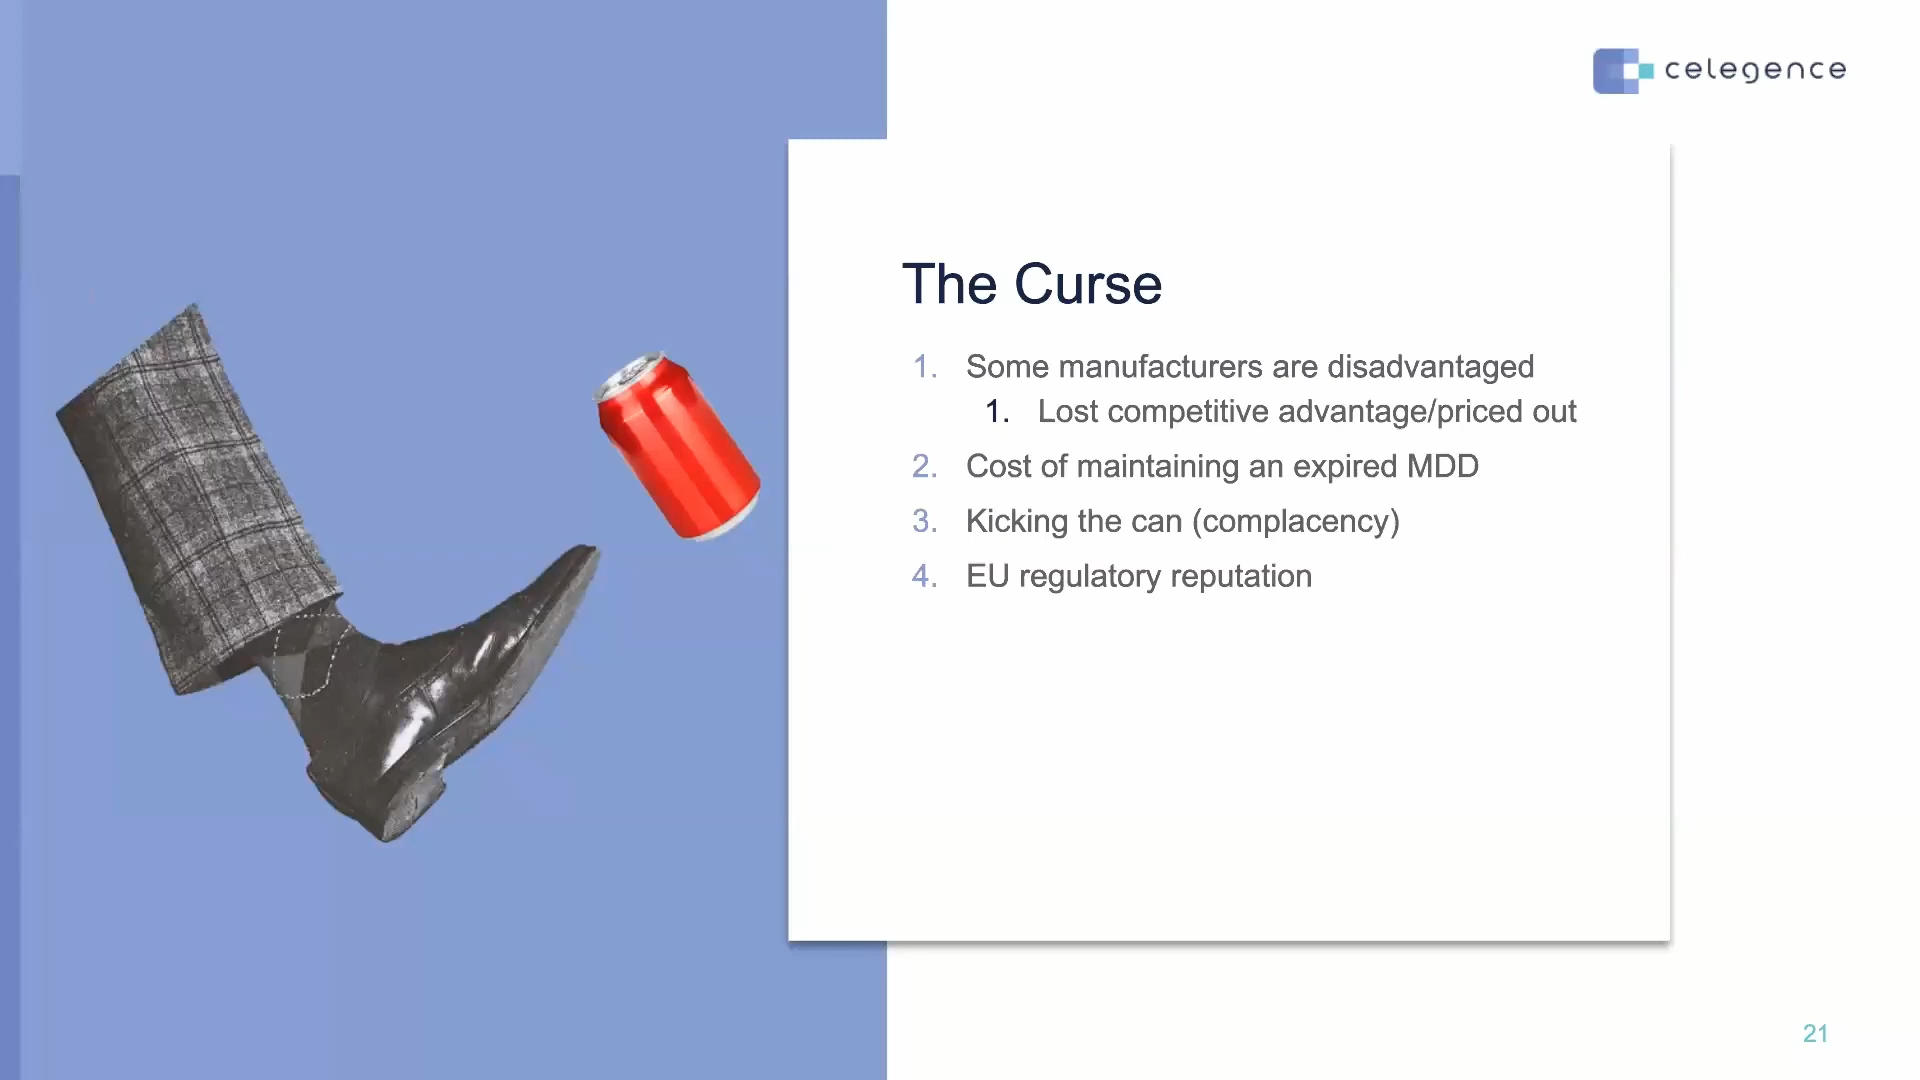 celegence
The Curse
1. Some manufacturers are disadvantaged
1. Lost competitive advantage/priced out
2. Cost of maintaining an expired MDD
3. Kicking the can (complacency)
4. EU regulatory reputation
21